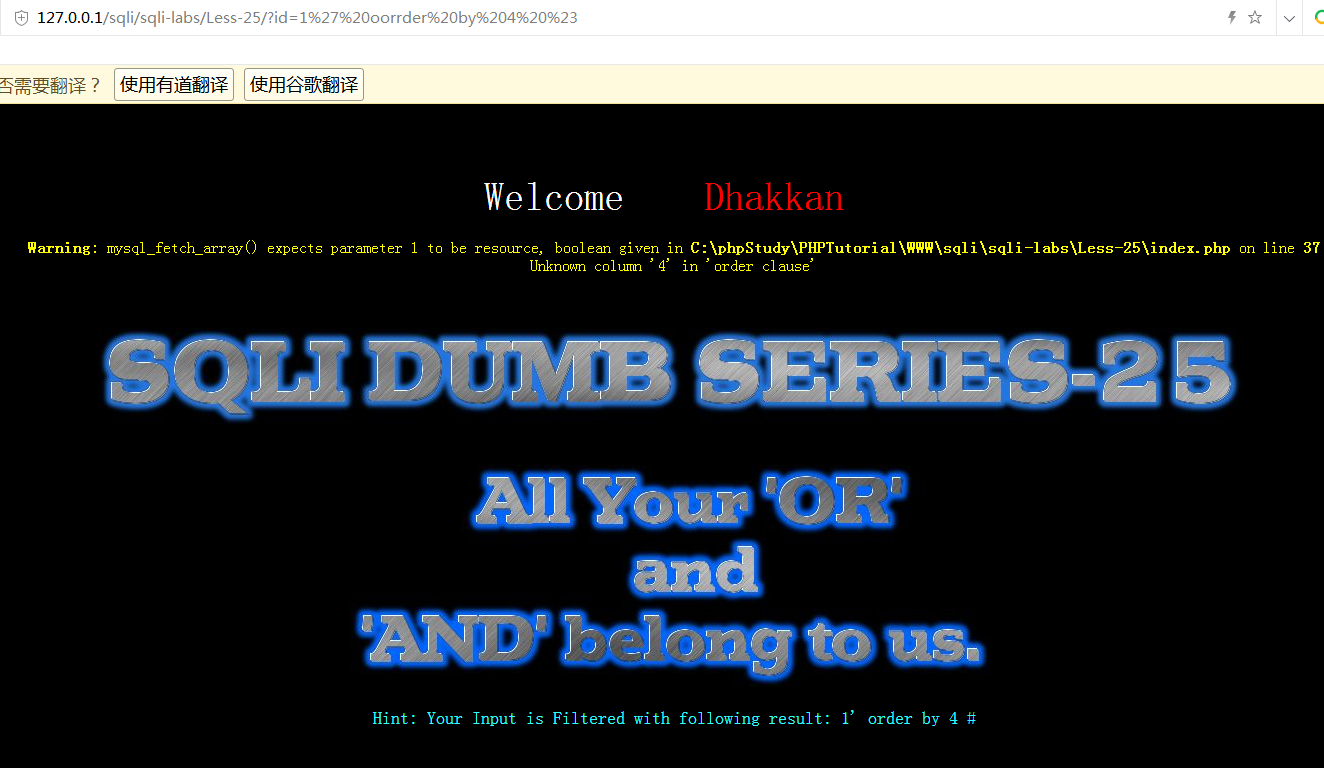 127.0.0.1/sqli/sqli-labs/Less-25/?id=1%27%20oorrder%20by%204%20%23
否需要翻译？ 使用有道翻译 使用谷歌翻译
Welcome Dhakkan
Warning: mysql_fetch_array() expects parameter 1 to be resource, boolean given in C:\phpStudy\PHPTutorial\WWW\sqli\sqli-labs\Less-25\index.php on line 37
Unknown column '4' in 'order clause'
SQLI DUMB SERIES-25
All Your 'OR'
and
'AND' belong to us.
Hint: Your Input is Filtered with following result: 1' order by 4 #